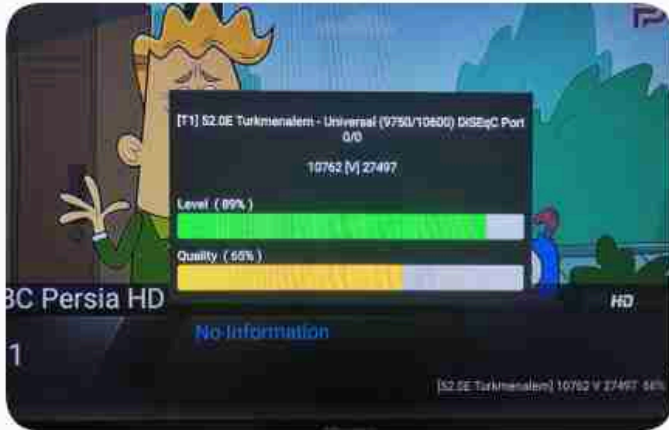 [T1] 52.0E Turkmenalem - Universal (9750/10600) DiSEqC Port
0/0
10762 [V] 27497
Level ( 89% )
Quality ( 65% )
BC Persia HD
HD
No Information
1
[52.0E Turkmenalem] 10762 V 27497